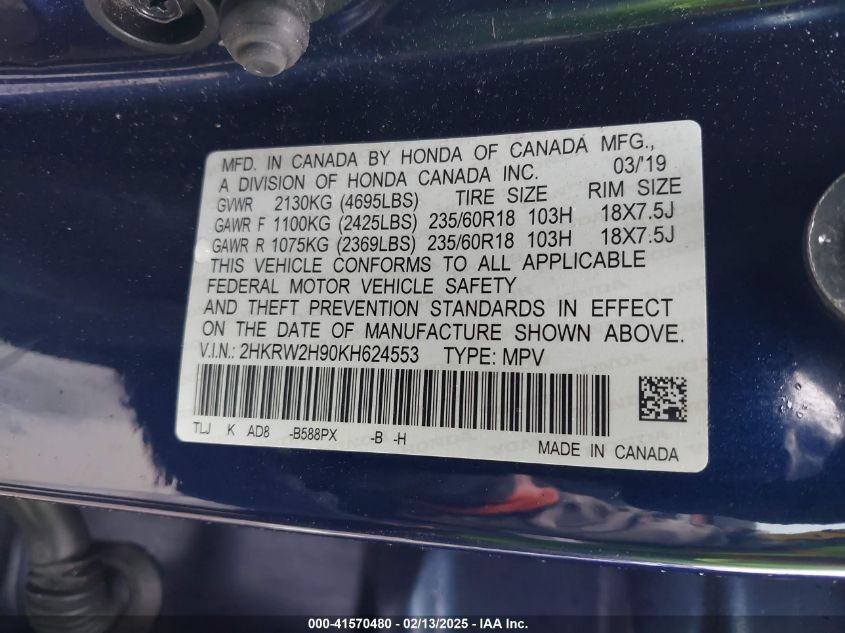 MFD. IN CANADA BY HONDA OF CANADA MFG.,
A DIVISION OF HONDA CANADA INC. 03/'19
GVWR 2130KG (4695LBS) TIRE SIZE RIM SIZE
GAWR F 1100KG (2425LBS) 235/60R18 103H 18X7.5J
GAWR R 1075KG (2369LBS) 235/60R18 103H 18X7.5J
THIS VEHICLE CONFORMS TO ALL APPLICABLE
FEDERAL MOTOR VEHICLE SAFETY
AND THEFT PREVENTION STANDARDS IN EFFECT
ON THE DATE OF MANUFACTURE SHOWN ABOVE.
V.I.N.: 2HKRW2H90KH624553 TYPE: MPV
TLJ K AD8 -B588PX -B -H
MADE IN CANADA
000-41570480 - 02/13/2025 - IAA Inc.